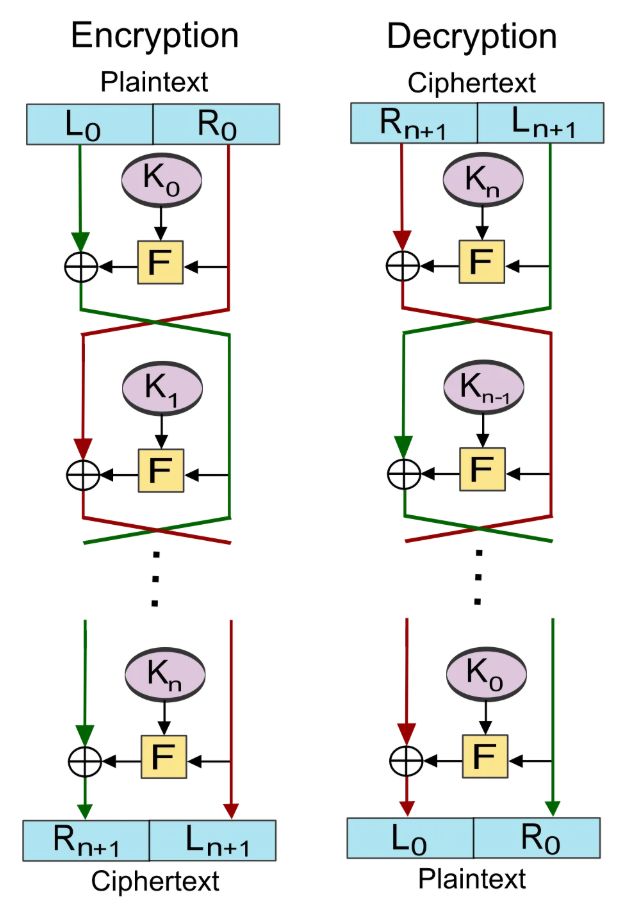 Encryption
Plaintext
L0 R0
K0
F
K1
F
Kn
F
Rn+1 Ln+1
Ciphertext
Decryption
Ciphertext
Rn+1 Ln+1
Kn
F
Kn-1
F
K0
F
L0 R0
Plaintext